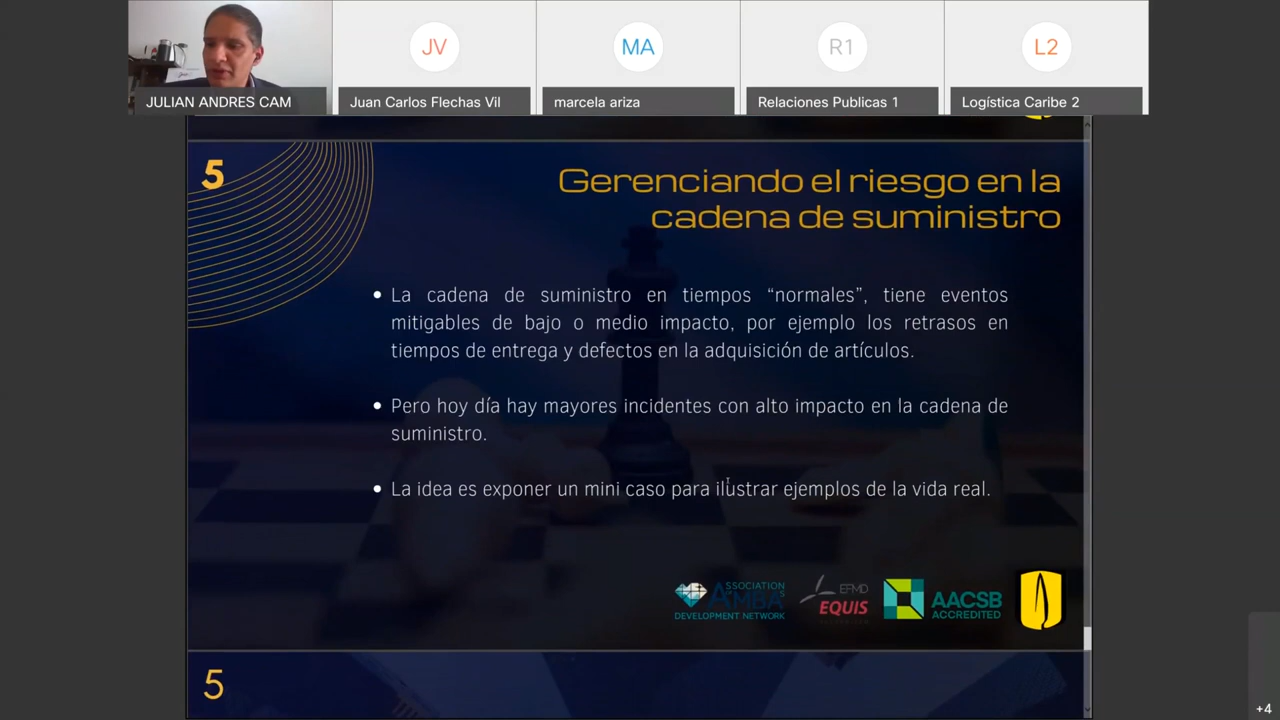 JV
MA
R1
L2
JULIAN ANDRES CAM
Juan Carlos Flechas Vil
marcela ariza
Relaciones Publicas 1
Logística Caribe 2
5
Gerenciando el riesgo en la
cadena de suministro
• La cadena de suministro en tiempos “normales”, tiene eventos
mitigables de bajo o medio impacto, por ejemplo los retrasos en
tiempos de entrega y defectos en la adquisición de artículos.
• Pero hoy día hay mayores incidentes con alto impacto en la cadena de
suministro.
• La idea es exponer un mini caso para ilustrar ejemplos de la vida real.
ASSOCIATION
AMBA'S
DEVELOPMENT NETWORK
EFMD
EQUIS
AACSB
ACCREDITED
5
+4